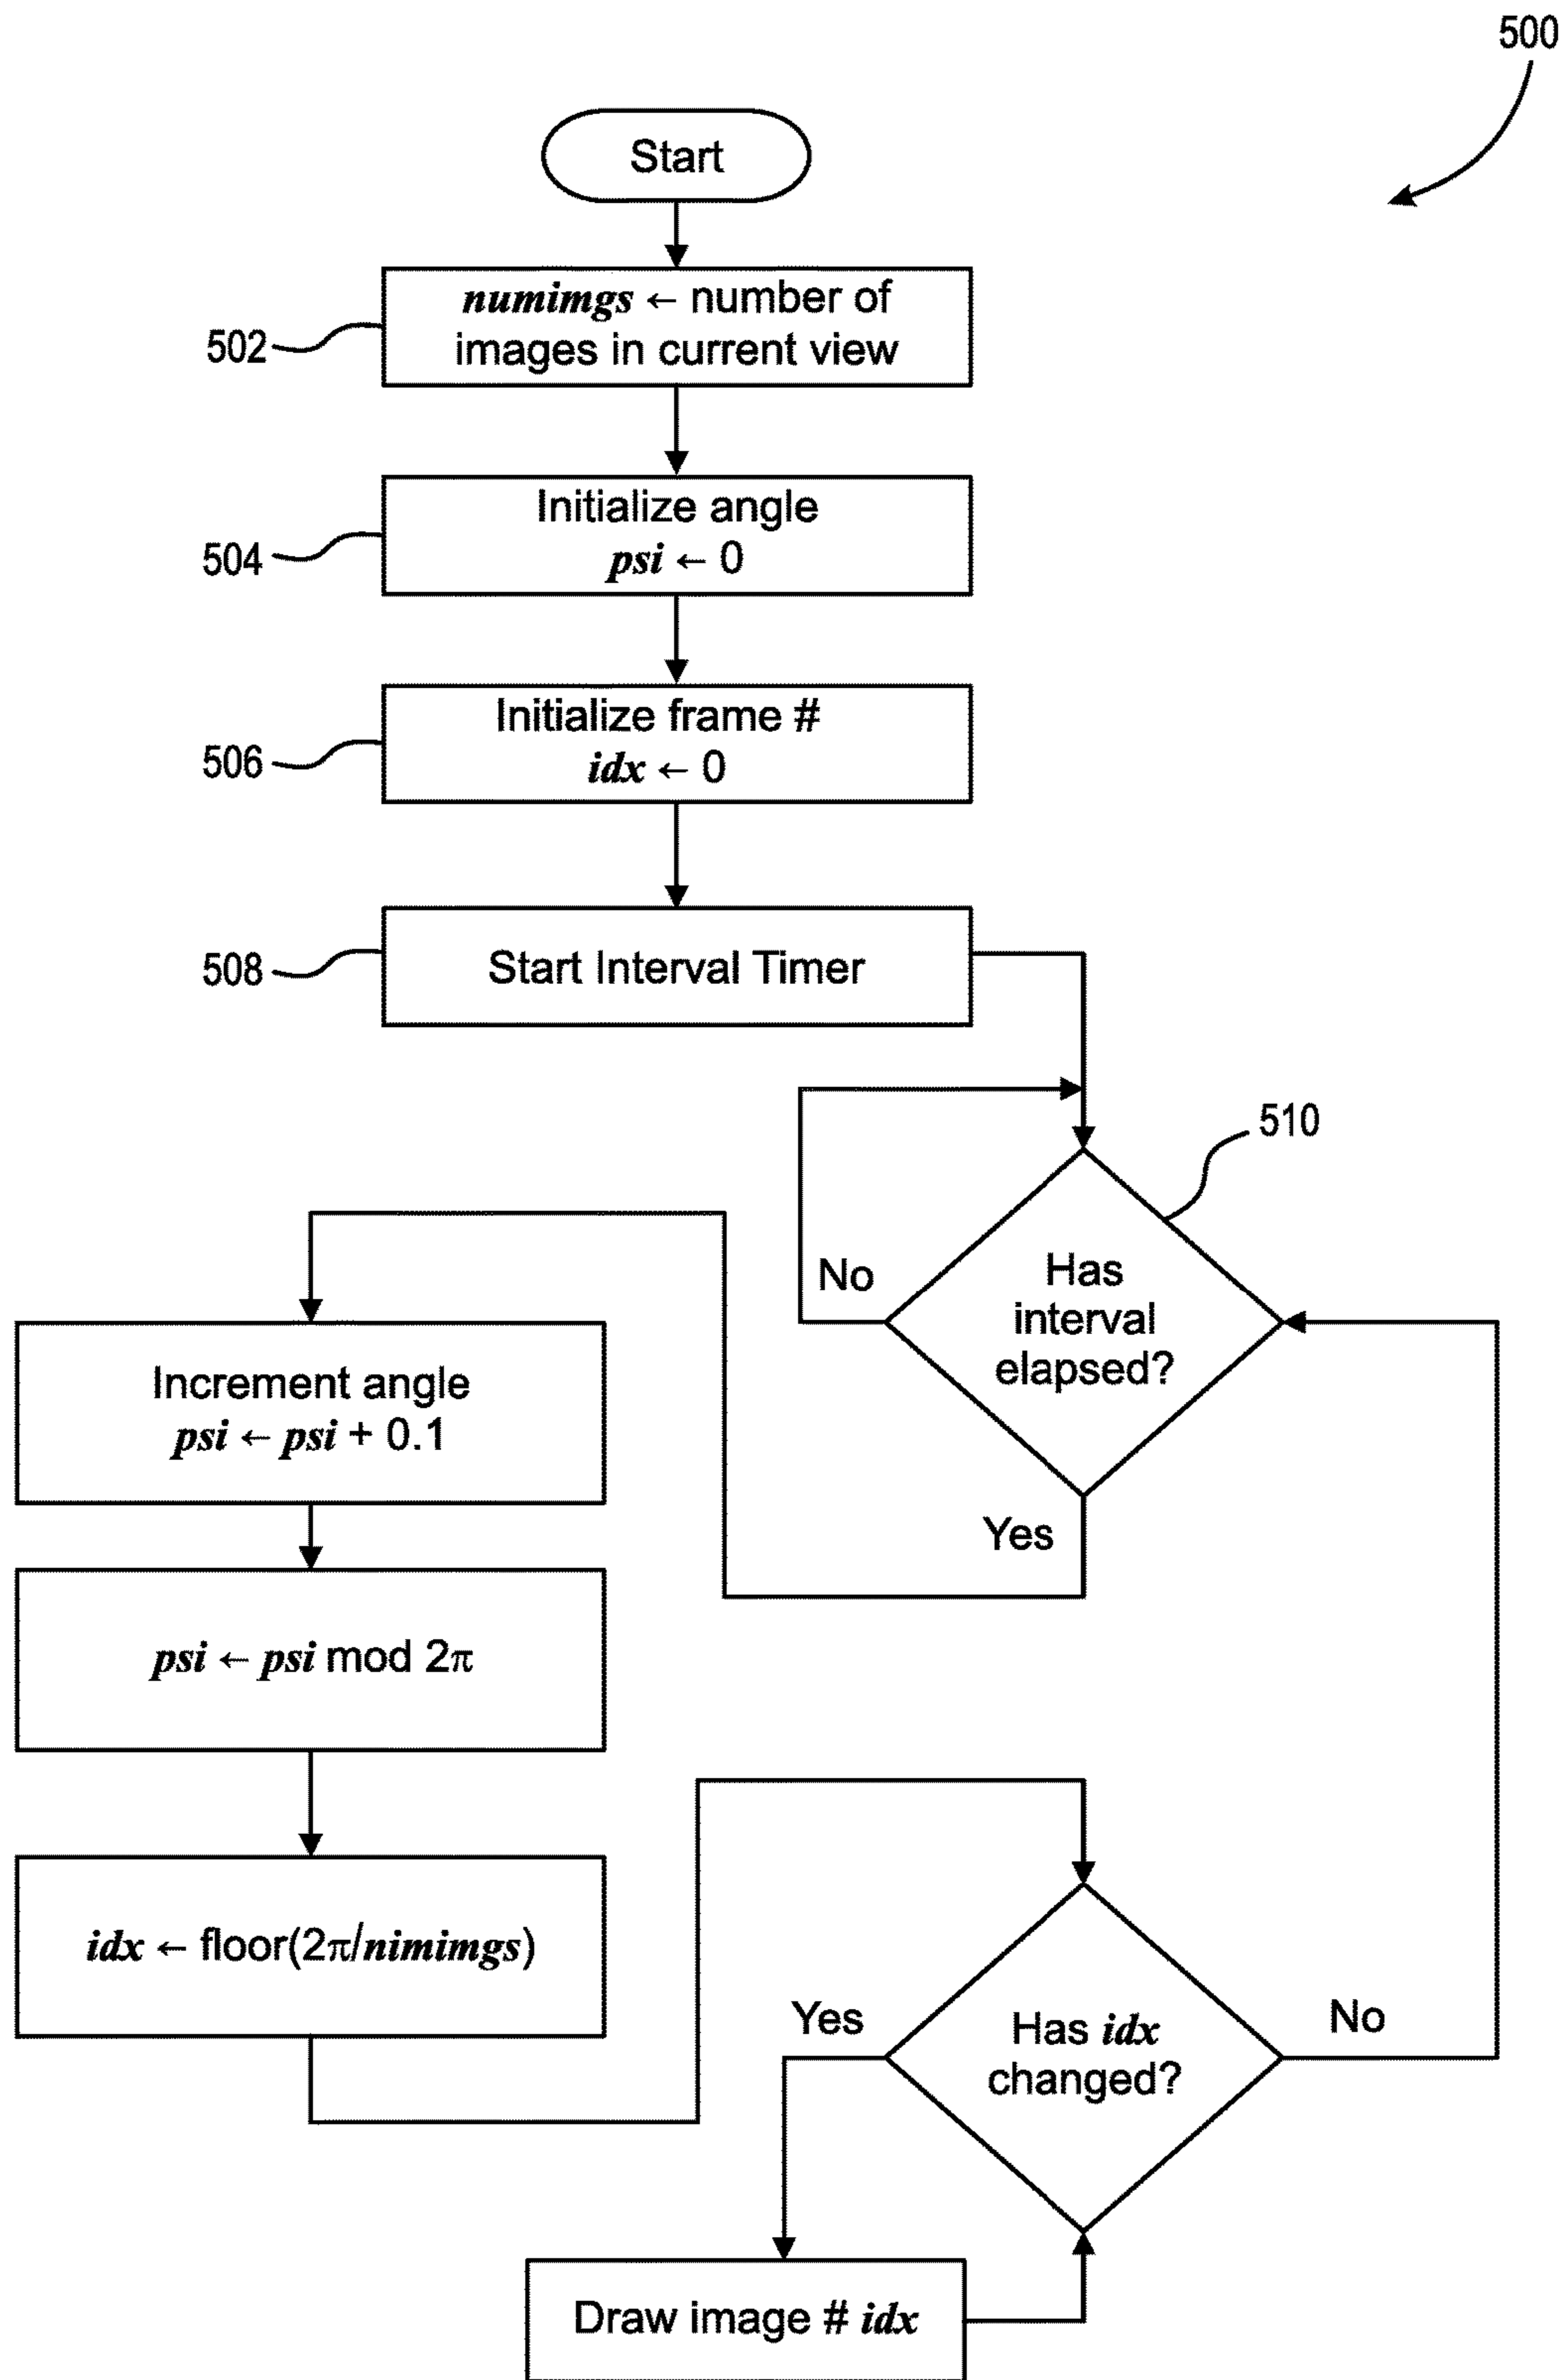 500
Start
numimgs ← number of
images in current view
502
Initialize angle
psi ← 0
504
Initialize frame #
idx ← 0
506
Start Interval Timer
508
510
Has
interval
elapsed?
No
Yes
Increment angle
psi ← psi + 0.1
psi ← psi mod 2π
idx ← floor(2π/nimimgs)
Has idx
changed?
Yes
No
Draw image # idx